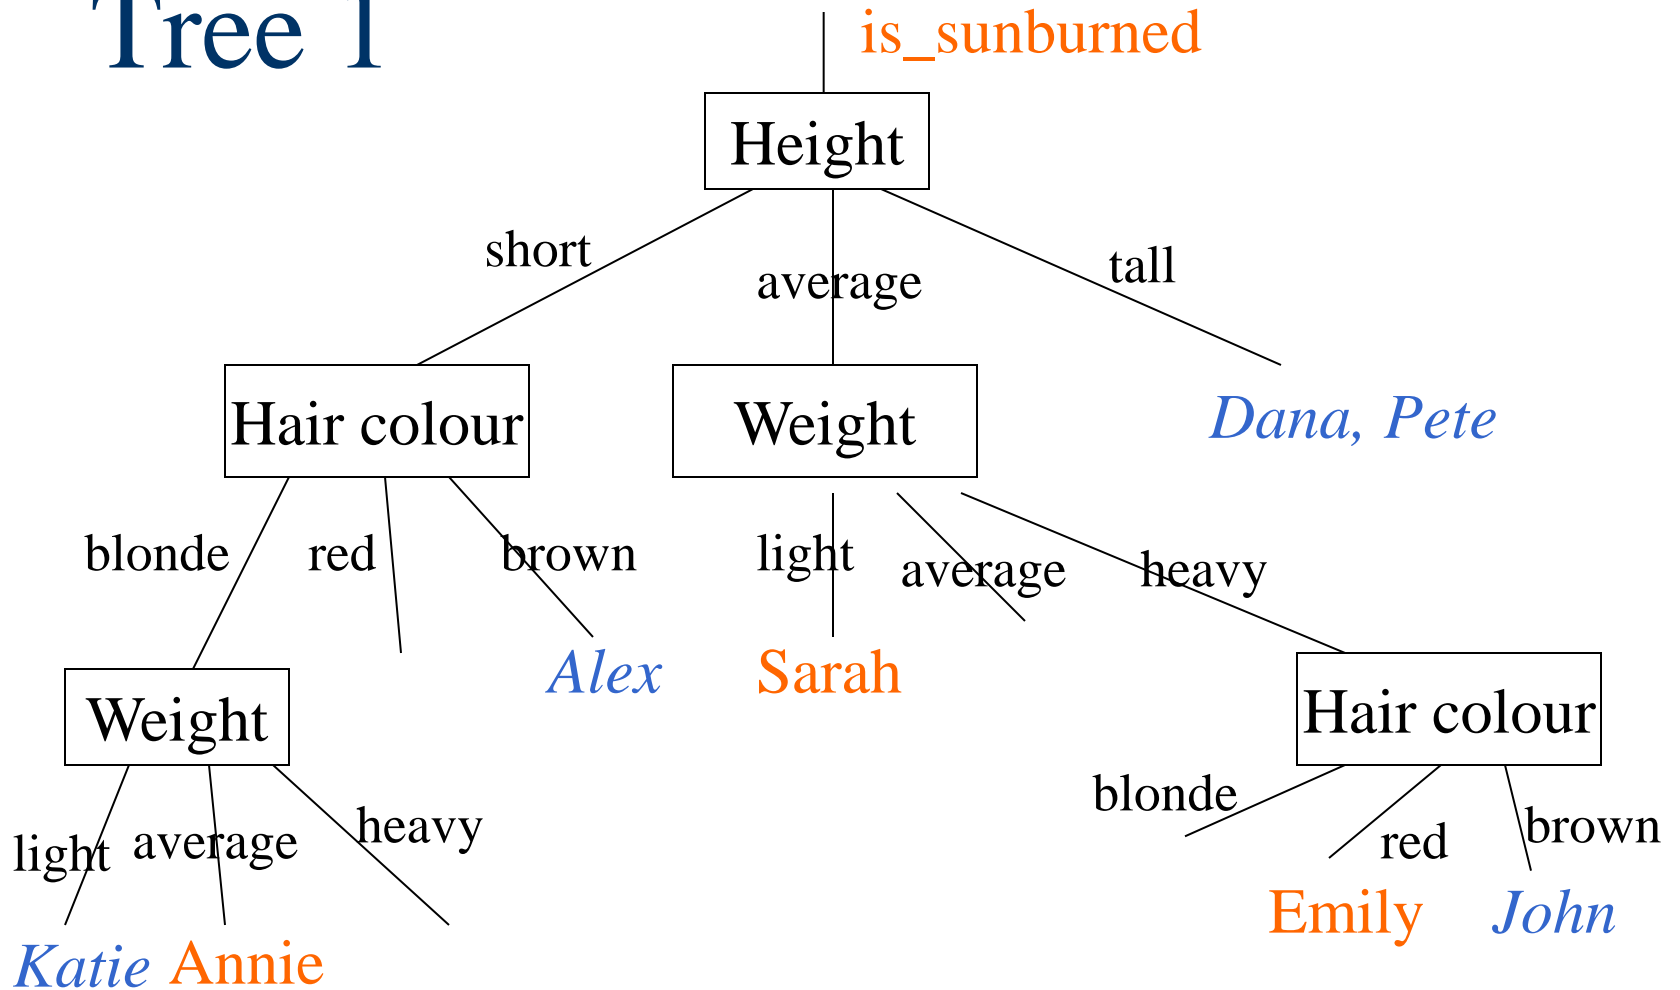 Tree 1
is_sunburned
Height
short
average
tall
Hair colour
Weight
Dana, Pete
blonde
red
brown
light
average
heavy
Alex
Sarah
Weight
Hair colour
light
average
heavy
blonde
red
brown
Katie
Annie
Emily
John